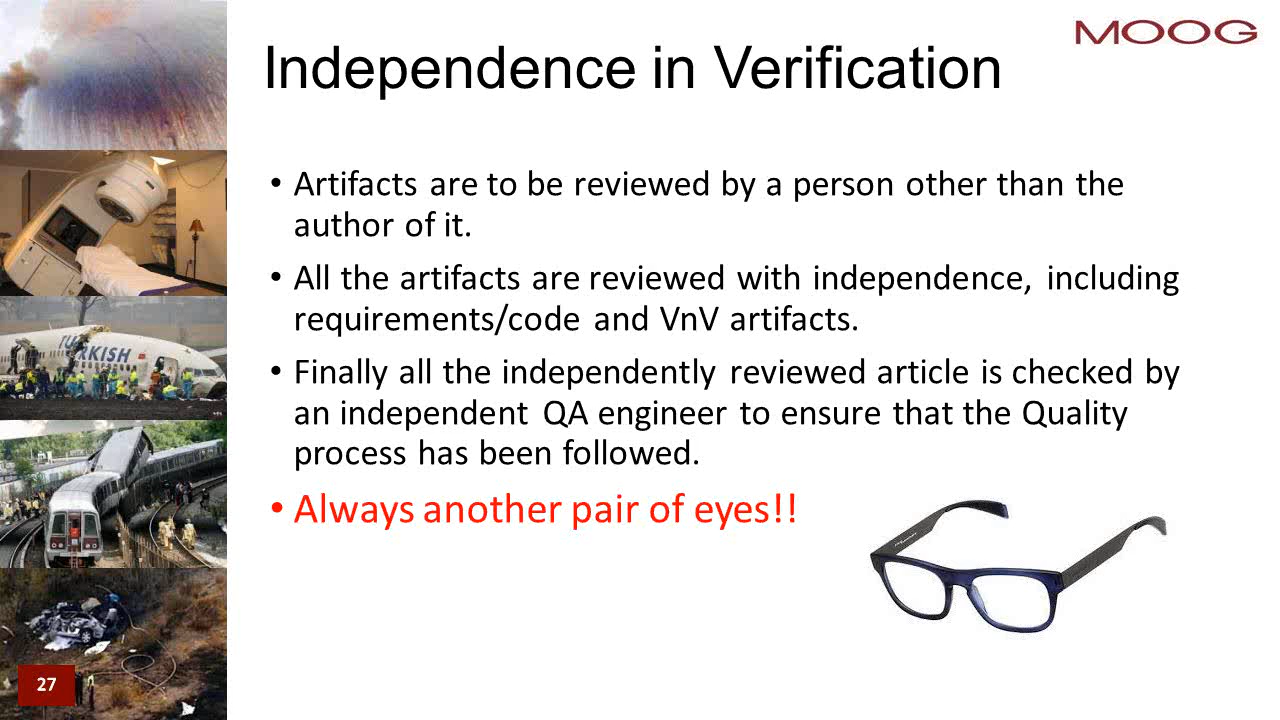 MOOG
Independence in Verification
• Artifacts are to be reviewed by a person other than the
author of it.
• All the artifacts are reviewed with independence, including
requirements/code and VnV artifacts.
• Finally all the independently reviewed article is checked by
an independent QA engineer to ensure that the Quality
process has been followed.
• Always another pair of eyes!!
TURKISH
27